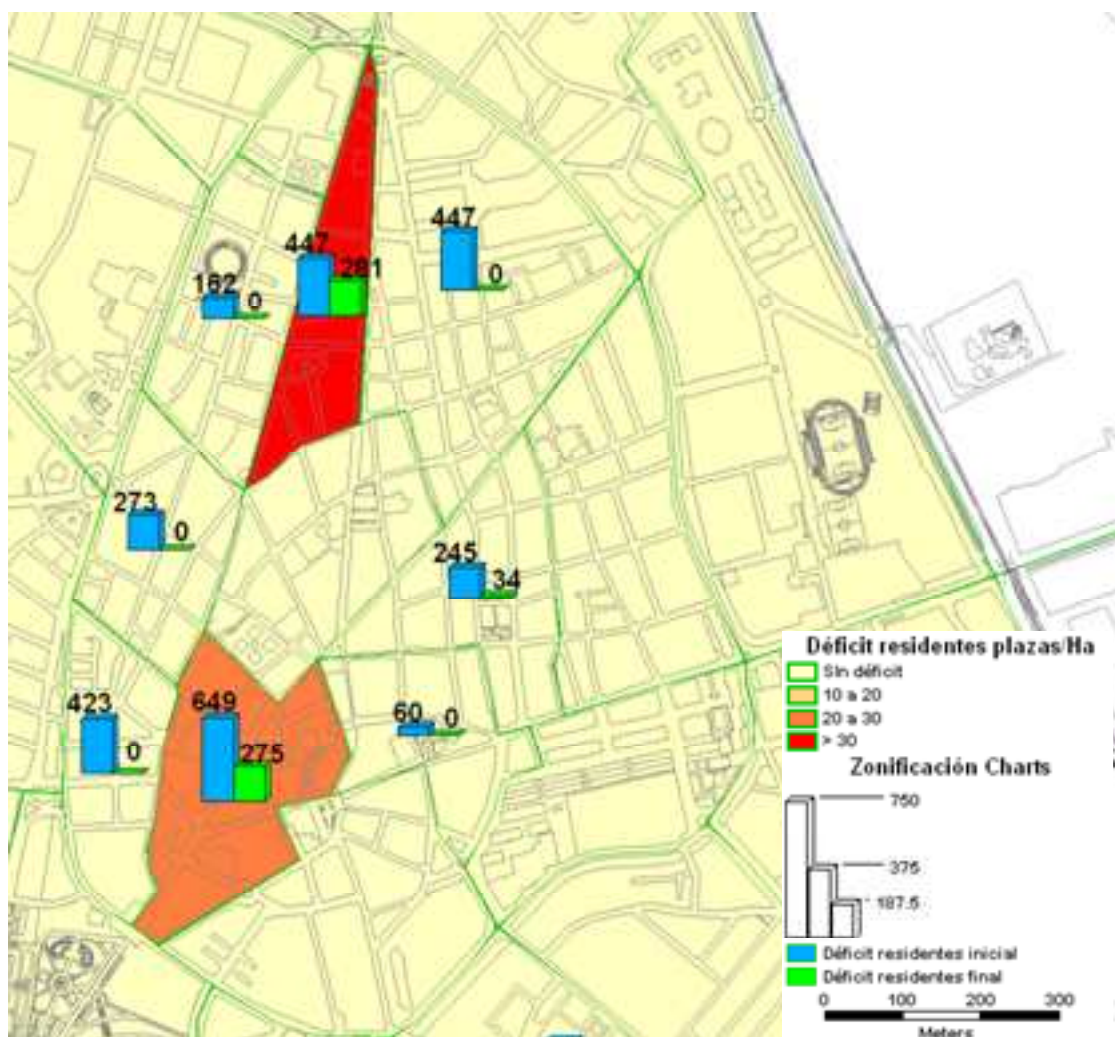 447
447
281
0
162
0
273
0
245
34
423
0
649
275
60
0
Déficit residentes plazas/Ha
SIn déficit
10 a 20
20 a 30
> 30
Zonificación Charts
750
375
187.5
Déficit residentes inicial
Déficit residentes final
0 100 200 300
Meters